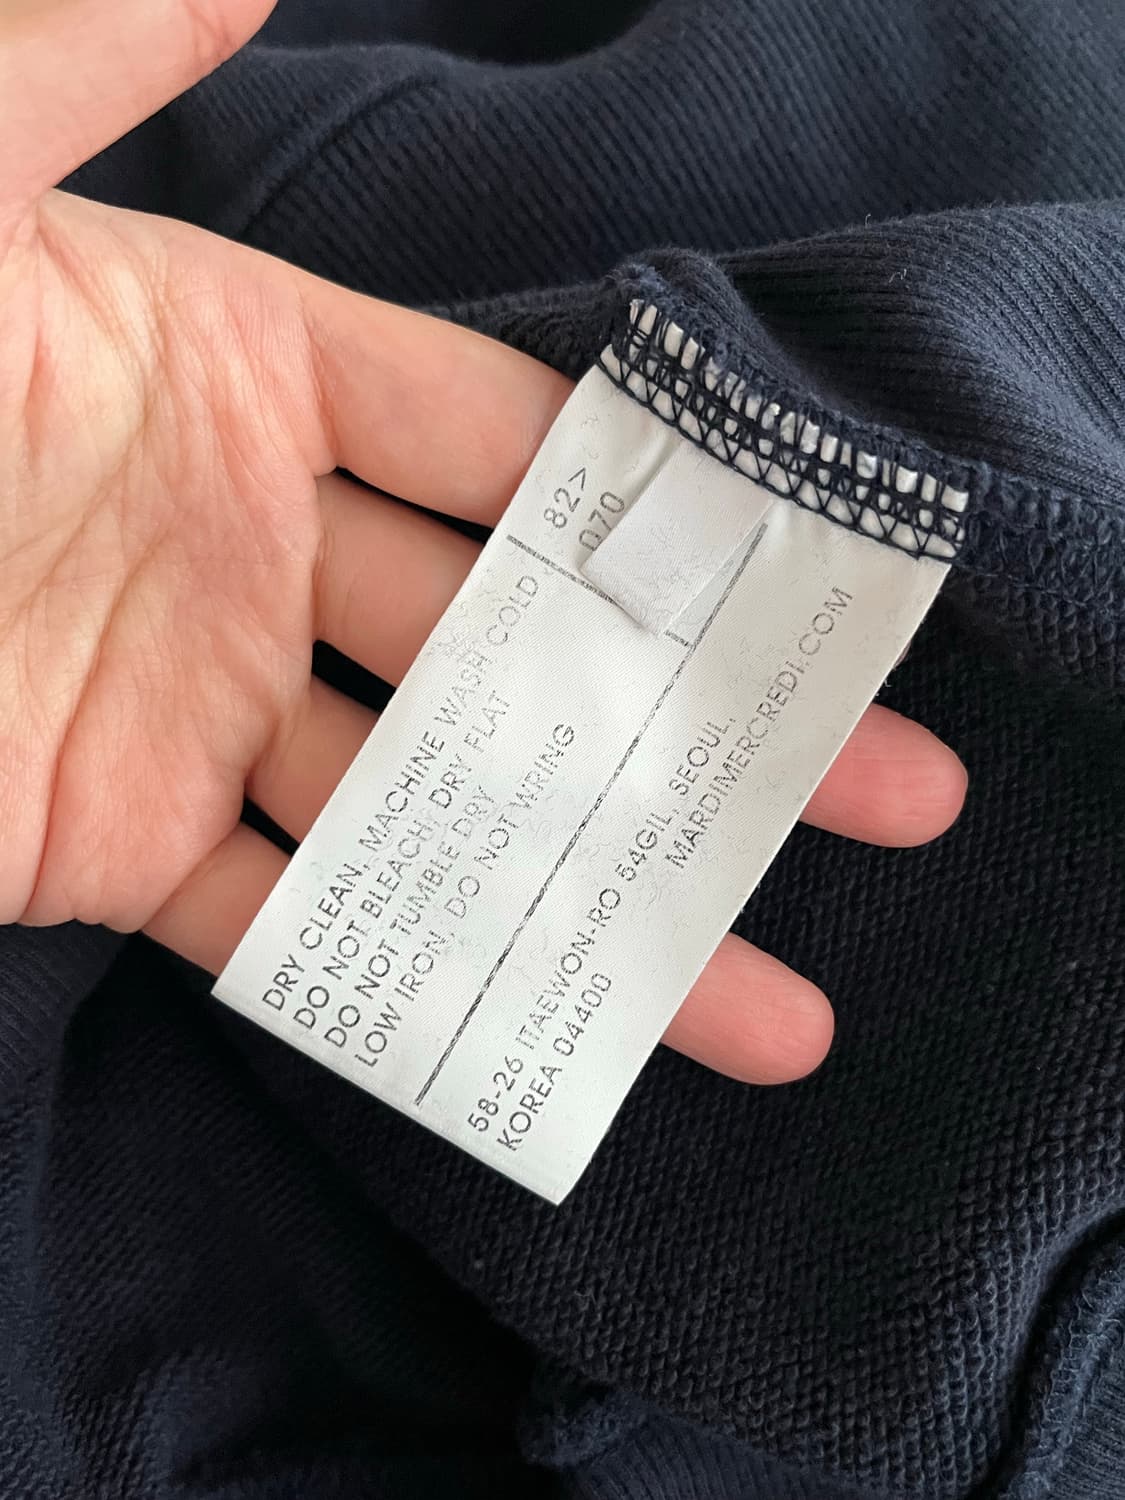 82>
070
DRY CLEAN, MACHINE WASH COLD
DO NOT BLEACH, DRY FLAT
DO NOT TUMBLE DRY
LOW IRON, DO NOT WRING
58-26 ITAEWON-RO 54GIL, SEOUL,
KOREA 04400
MARDIMERCREDI.COM